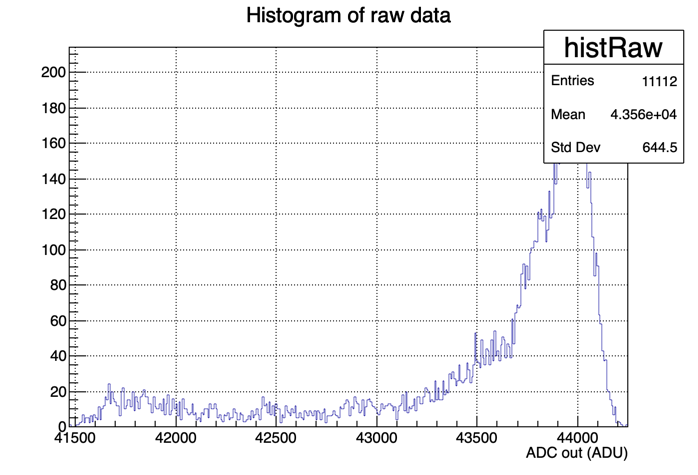 Histogram of raw data
histRaw
Entries 11112
Mean 4.356e+04
Std Dev 644.5
200
180
160
140
120
100
80
60
40
20
0
41500 42000 42500 43000 43500 44000
ADC out (ADU)